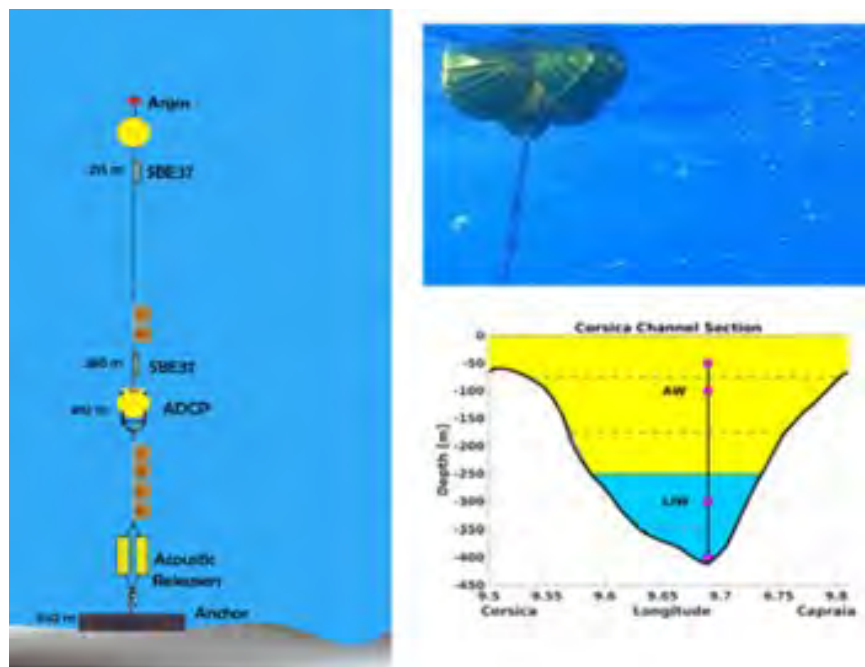 SBE37
SBE37
ADCP
Acoustic
Anchor
Corsica Channel Section
0
-50
-100
-150
-200
-250
-300
-350
-400
-450
Depth [m]
AW
LIW
9.5 9.55 9.6 9.65 9.7 9.75 9.8
Corsica Longitude Capraia